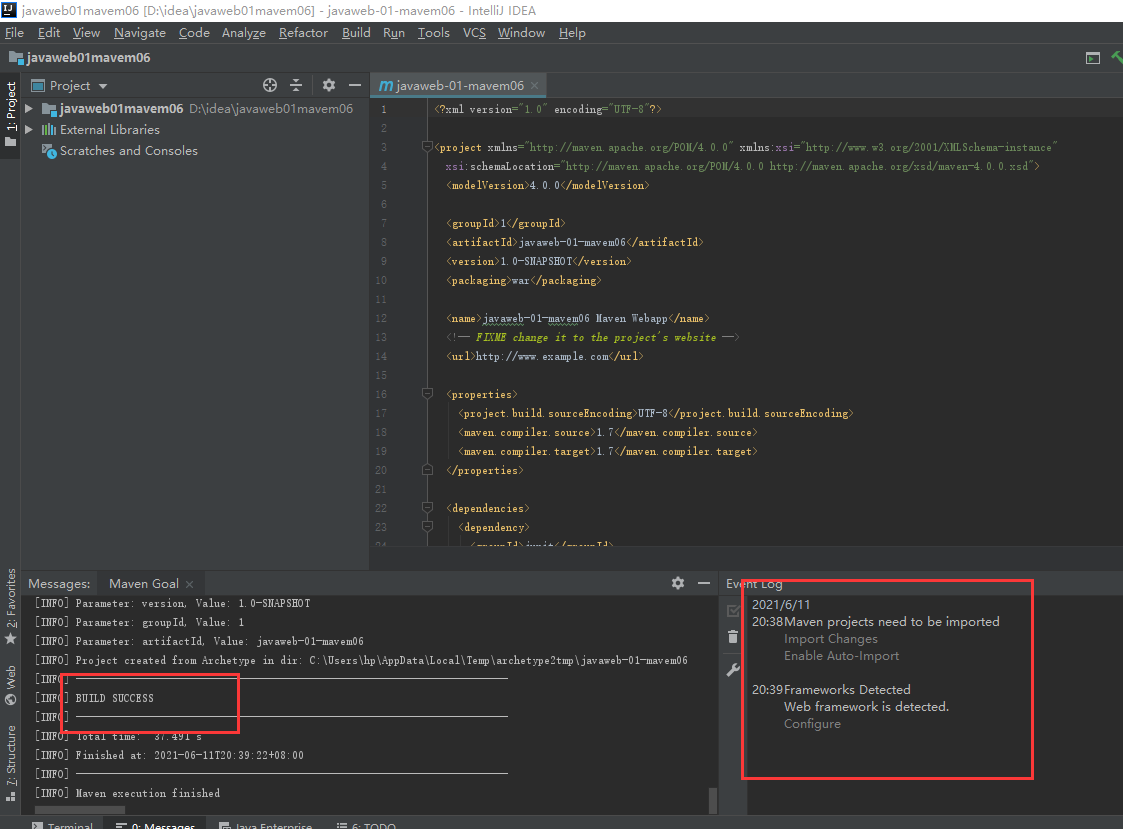 javaweb01mavem06 [D:\idea\javaweb01mavem06] - javaweb-01-mavem06 - IntelliJ IDEA
File Edit View Navigate Code Analyze Refactor Build Run Tools VCS Window Help
javaweb01mavem06
1: Project
Project
javaweb01mavem06 D:\idea\javaweb01mavem06
External Libraries
Scratches and Consoles
javaweb-01-mavem06
1 <?xml version="1.0" encoding="UTF-8"?>
2
3 <project xmlns="http://maven.apache.org/POM/4.0.0" xmlns:xsi="http://www.w3.org/2001/XMLSchema-instance"
4 xsi:schemaLocation="http://maven.apache.org/POM/4.0.0 http://maven.apache.org/xsd/maven-4.0.0.xsd">
5 <modelVersion>4.0.0</modelVersion>
6
7 <groupId>1</groupId>
8 <artifactId>javaweb-01-mavem06</artifactId>
9 <version>1.0-SNAPSHOT</version>
10 <packaging>war</packaging>
11
12 <name>javaweb-01-mavem06 Maven Webapp</name>
13 <!-- FIXME change it to the project's website -->
14 <url>http://www.example.com</url>
15
16 <properties>
17 <project.build.sourceEncoding>UTF-8</project.build.sourceEncoding>
18 <maven.compiler.source>1.7</maven.compiler.source>
19 <maven.compiler.target>1.7</maven.compiler.target>
20 </properties>
21
22 <dependencies>
23 <dependency>
24 <groupId>junit</groupId>
2: Favorites
Web
7: Structure
Messages: Maven Goal
[INFO] Parameter: version, Value: 1.0-SNAPSHOT
[INFO] Parameter: groupId, Value: 1
[INFO] Parameter: artifactId, Value: javaweb-01-mavem06
[INFO] Project created from Archetype in dir: C:\Users\hp\AppData\Local\Temp\archetype2tmp\javaweb-01-mavem06
[INFO] ------------------------------------------------------------------------
[INFO] BUILD SUCCESS
[INFO] ------------------------------------------------------------------------
[INFO] Total time: 37.491 s
[INFO] Finished at: 2021-06-11T20:39:22+08:00
[INFO] ------------------------------------------------------------------------
[INFO] Maven execution finished
Event Log
2021/6/11
20:38 Maven projects need to be imported
Import Changes
Enable Auto-Import
20:39 Frameworks Detected
Web framework is detected.
Configure
Terminal 0: Messages Java Enterprise 6: TODO